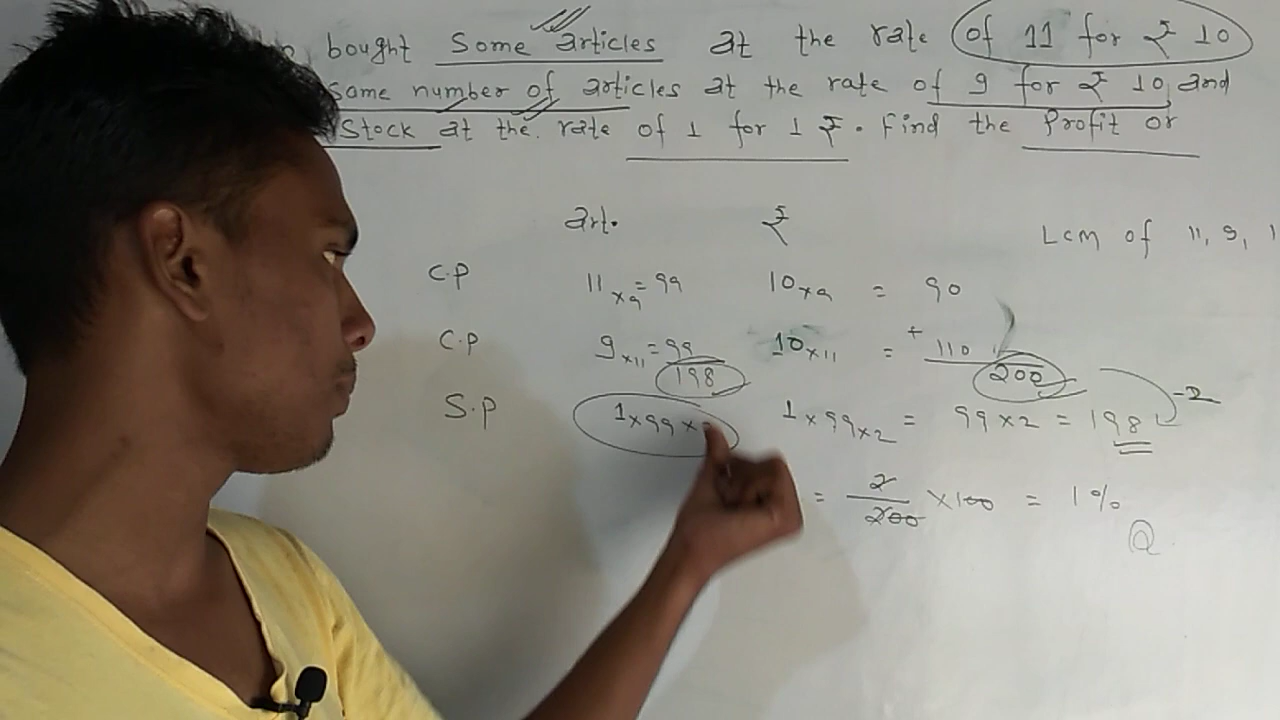 bought Some articles at the rate of 11 for ₹ 10
Same number of articles at the rate of 9 for ₹ 10 and
Stock at the rate of 1 for 1 ₹. Find the Profit or
art. ₹
Lcm of 11, 9, 1
C.P 11×9=99 10×9 = 90
C.P 9×11=99 10×11 = + 110
198 200
-2
S.P 1×99× 1×99×2 = 99×2 = 198
= 2/200 ×100 = 1%